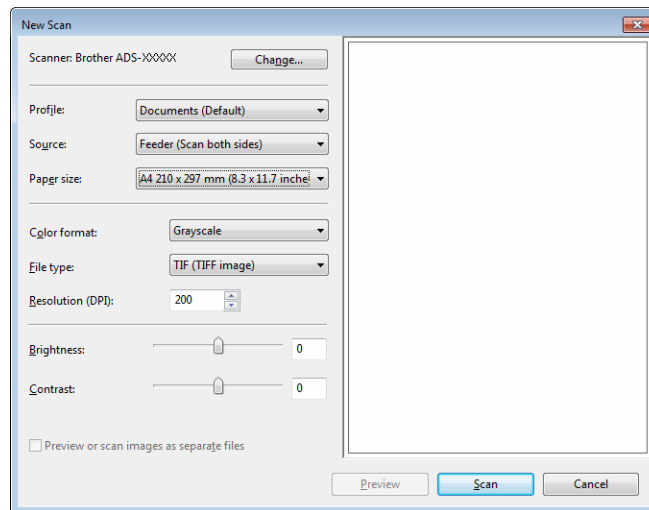 New Scan
Scanner: Brother ADS-XXXXX
Change...
Profile:
Documents (Default)
Source:
Feeder (Scan both sides)
Paper size:
A4 210 x 297 mm (8.3 x 11.7 inche
Color format:
Grayscale
File type:
TIF (TIFF image)
Resolution (DPI):
200
Brightness:
0
Contrast:
0
Preview or scan images as separate files
Preview
Scan
Cancel